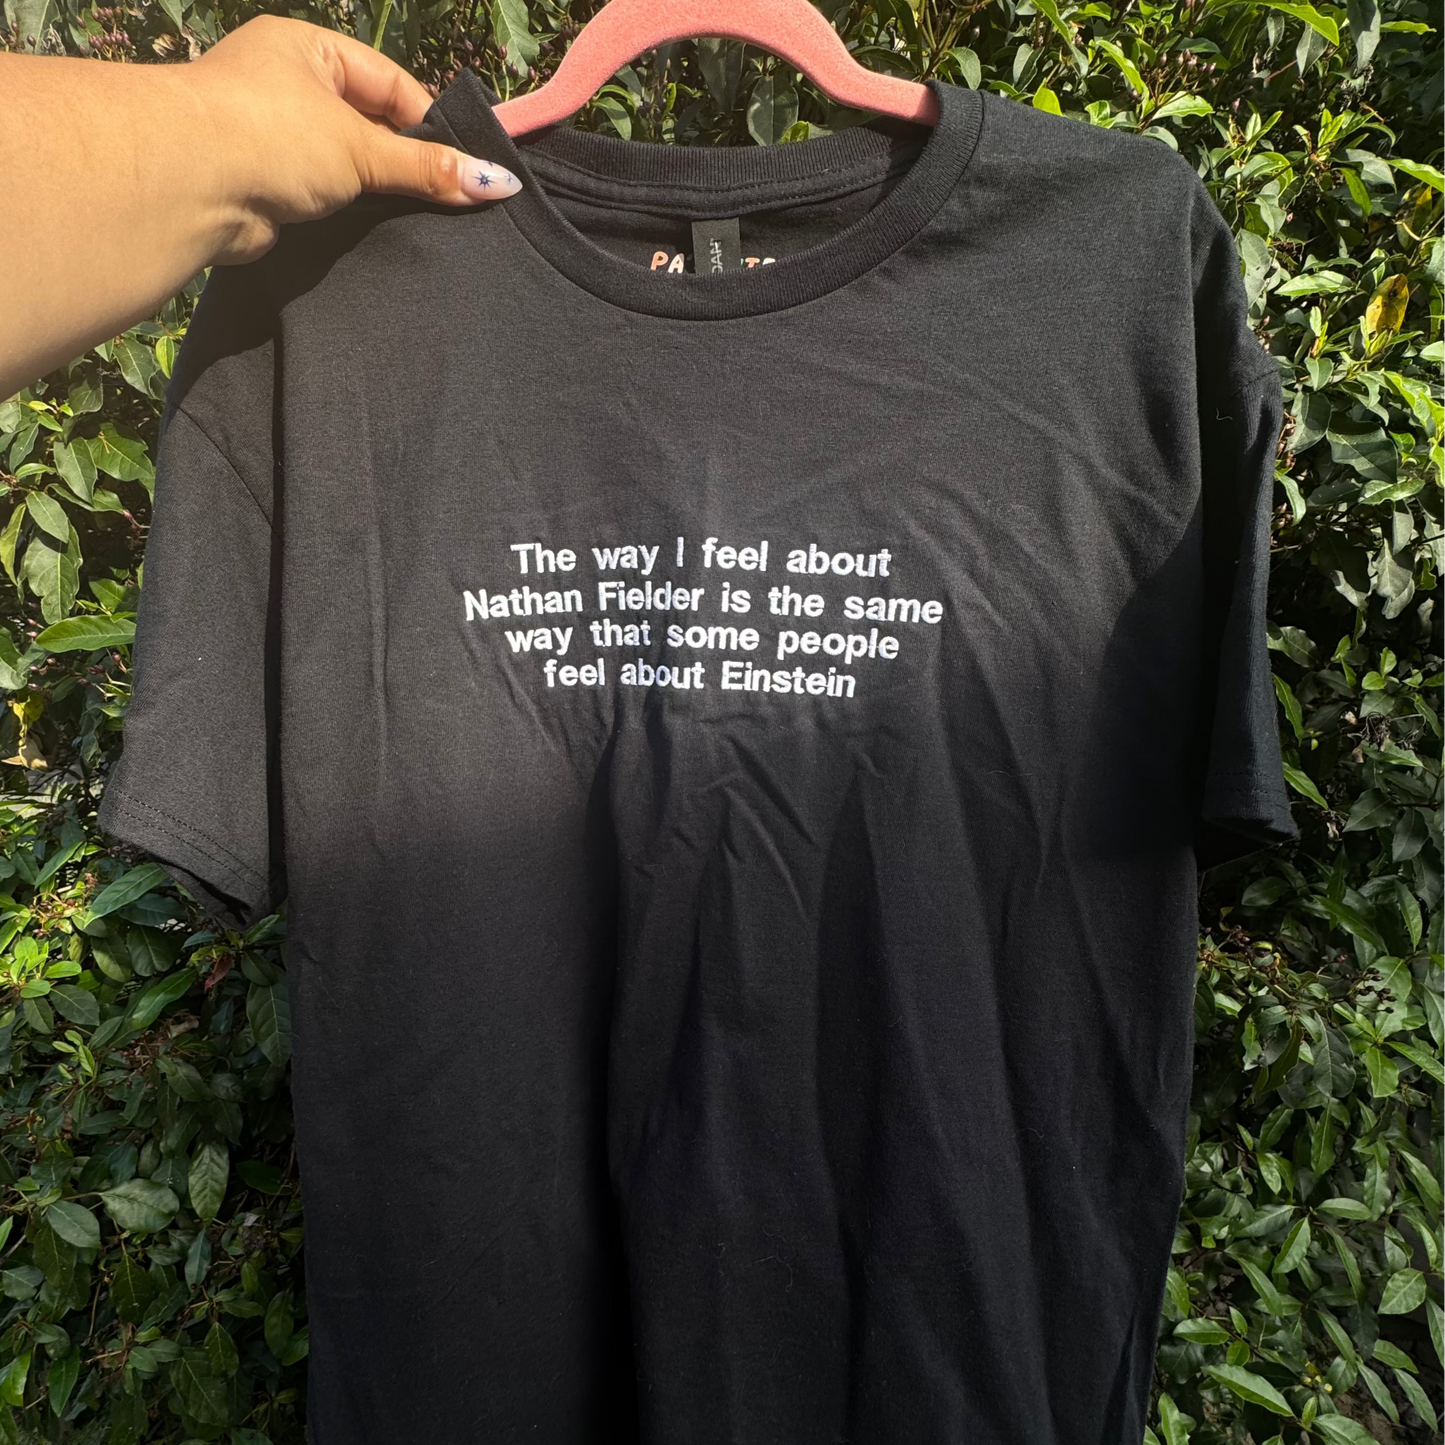 The way I feel about
Nathan Fielder is the same
way that some people
feel about Einstein